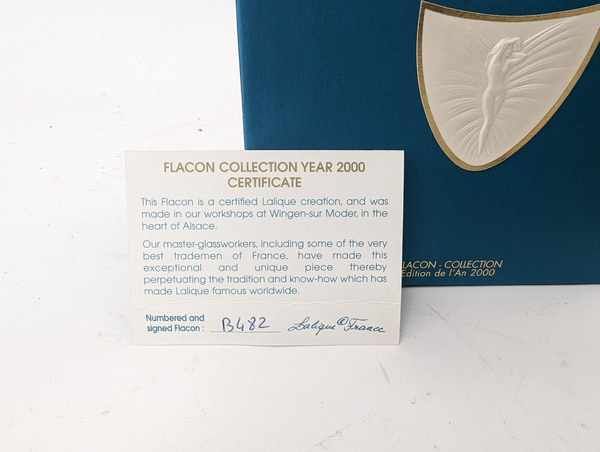 FLACON COLLECTION YEAR 2000
CERTIFICATE
This Flacon is a certified Lalique creation, and was
made in our workshops at Wingen-sur Moder, in the
heart of Alsace.
Our master-glassworkers, including some of the very
best trademen of France, have made this
exceptional and unique piece thereby
perpetuating the tradition and know-how which has
made Lalique famous worldwide.
Numbered and
signed Flacon : B482 Lalique ® France
LACON - COLLECTION
Édition de l'An 2000